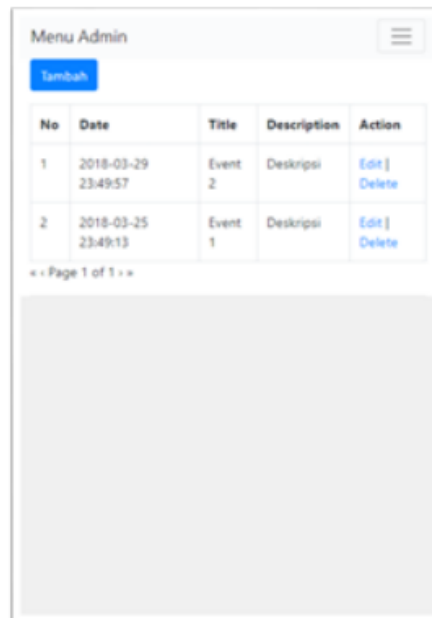 Menu Admin
Tambah
No Date Title Description Action
1 2018-03-29 Event Deskripsi Edit |
23:49:57 2 Delete
2 2018-03-25 Event Deskripsi Edit |
23:49:13 1 Delete
« ‹ Page 1 of 1 › »